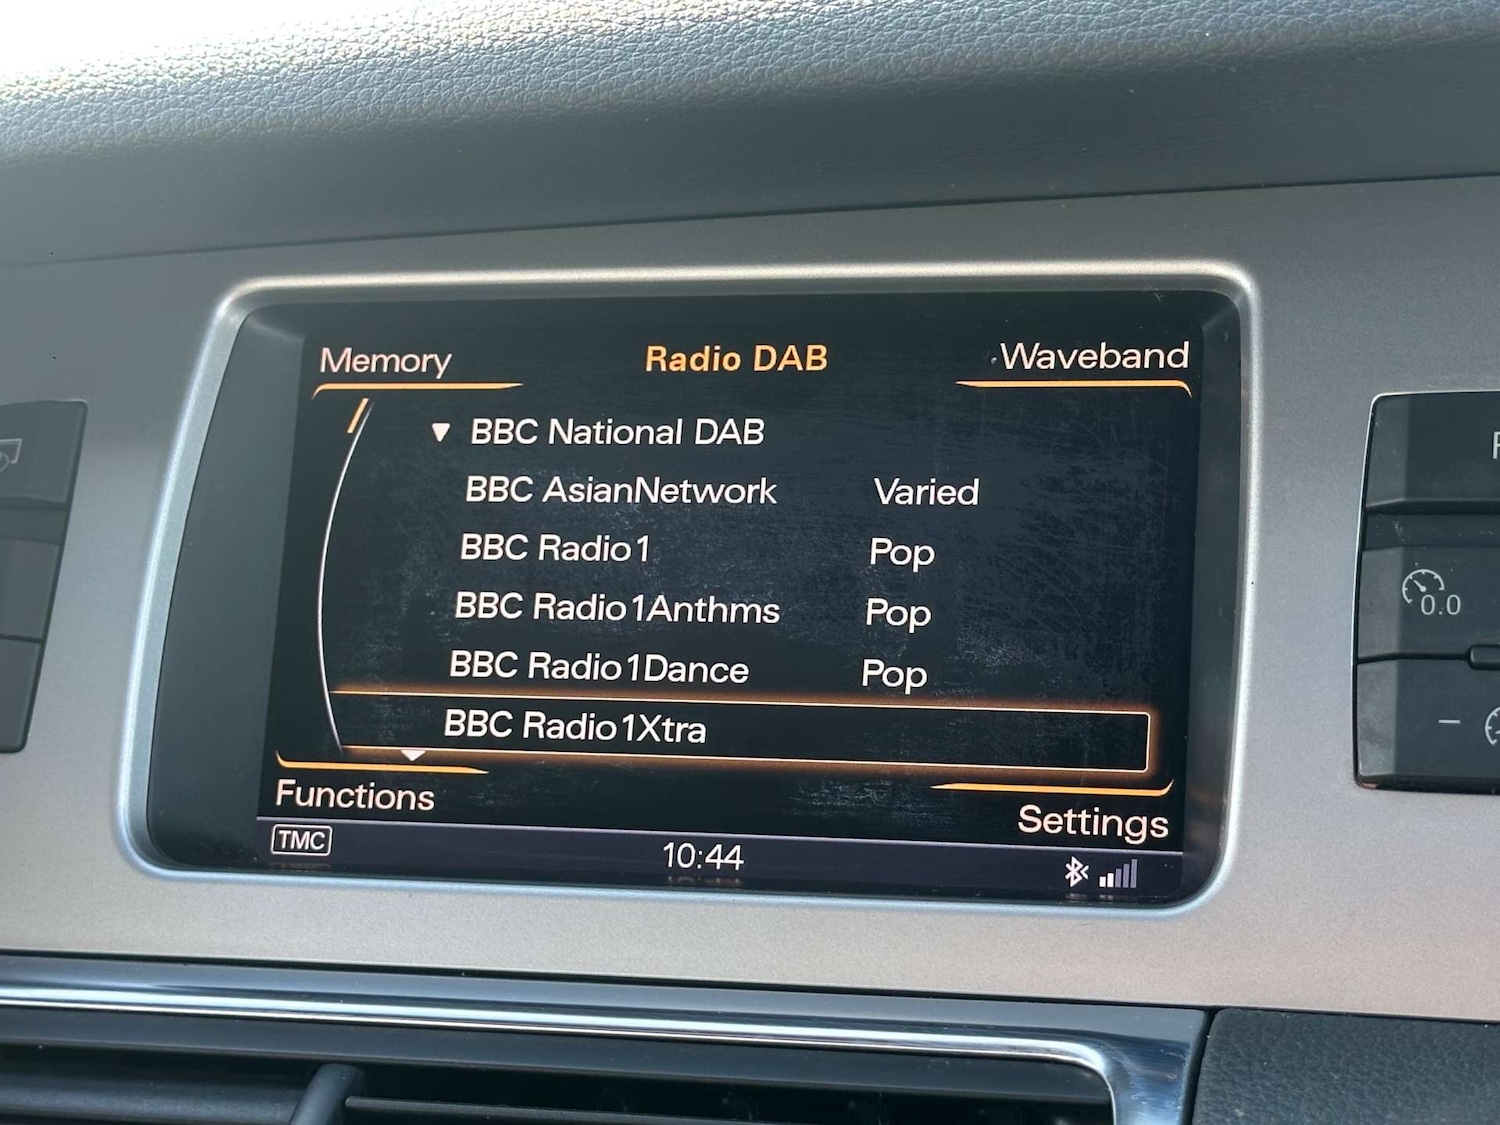 Memory Radio DAB Waveband
BBC National DAB
BBC AsianNetwork Varied
BBC Radio1 Pop
BBC Radio1Anthms Pop
BBC Radio1Dance Pop
BBC Radio1Xtra
Functions Settings
TMC 10:44
0.0